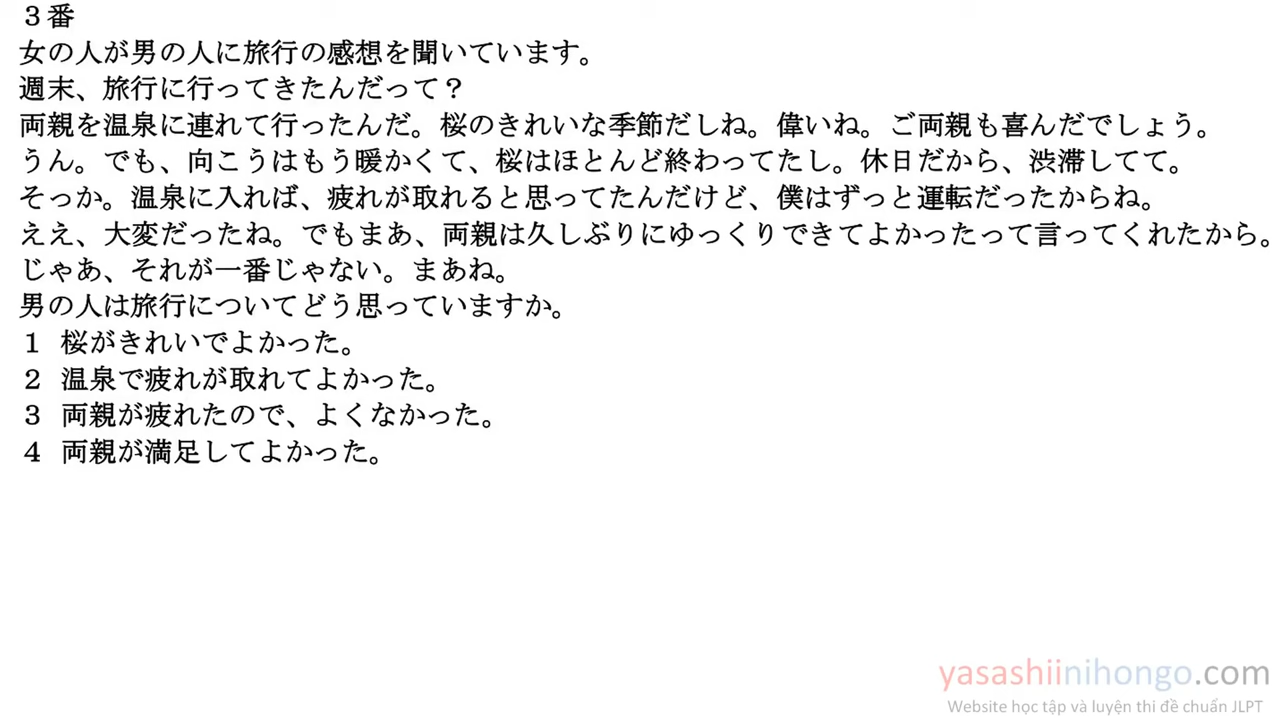 ３番
女の人が男の人に旅行の感想を聞いています。
週末、旅行に行ってきたんだって？
両親を温泉に連れて行ったんだ。桜のきれいな季節だしね。偉いね。ご両親も喜んだでしょう。
うん。でも、向こうはもう暖かくて、桜はほとんど終わってたし。休日だから、渋滞してて。
そっか。温泉に入れば、疲れが取れると思ってたんだけど、僕はずっと運転だったからね。
ええ、大変だったね。でもまあ、両親は久しぶりにゆっくりできてよかったって言ってくれたから。
じゃあ、それが一番じゃない。まあね。
男の人は旅行についてどう思っていますか。
１ 桜がきれいでよかった。
２ 温泉で疲れが取れてよかった。
３ 両親が疲れたので、よくなかった。
４ 両親が満足してよかった。
yasashiinihongo.com
Website học tập và luyện thi đề chuẩn JLPT